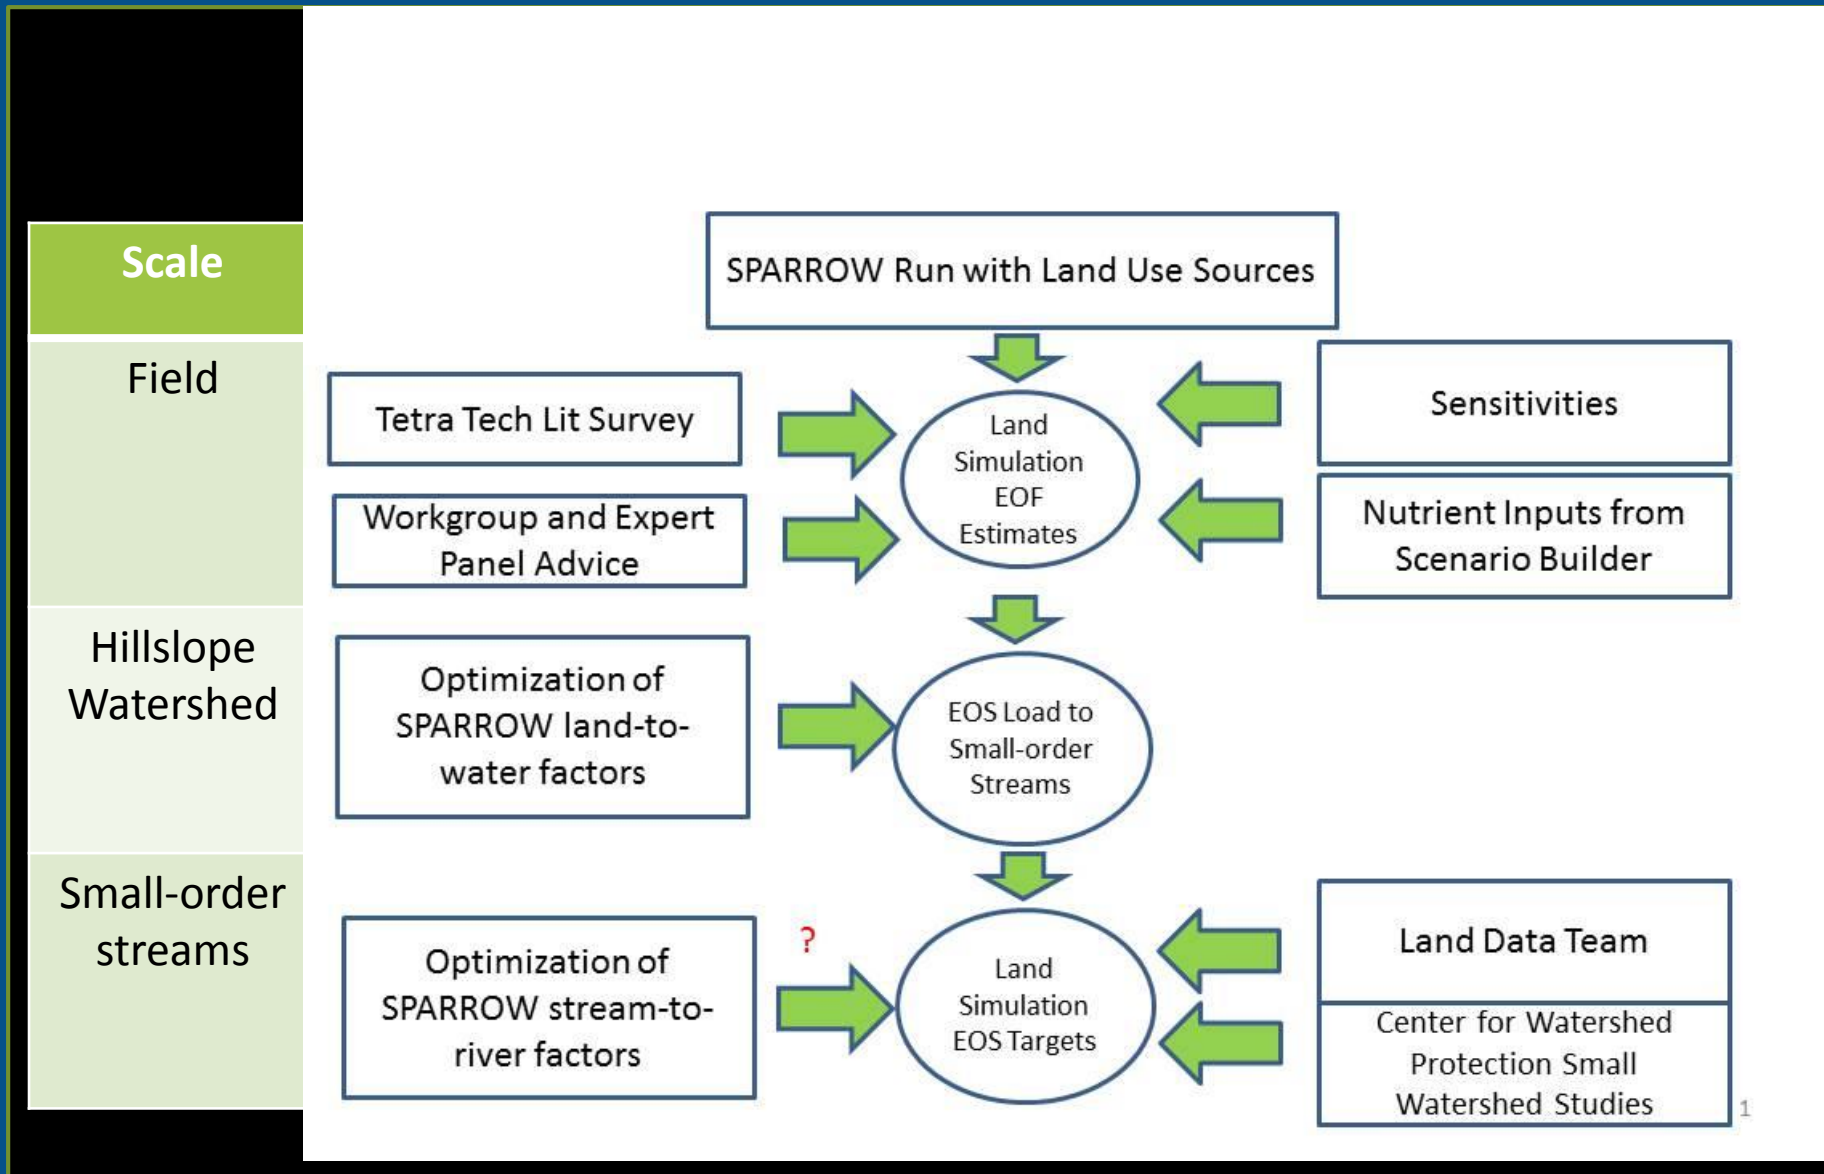 SPARROW Run with Land Use Sources
Scale
Field
Tetra Tech Lit Survey
Land
Simulation
EOF
Estimates
Sensitivities
Workgroup and Expert
Panel Advice
Nutrient Inputs from
Scenario Builder
Hillslope
Watershed
Optimization of
SPARROW land-to-
water factors
EOS Load to
Small-order
Streams
Small-order
streams
Optimization of
SPARROW stream-to-
river factors
?
Land
Simulation
EOS Targets
Land Data Team
Center for Watershed
Protection Small
Watershed Studies
1